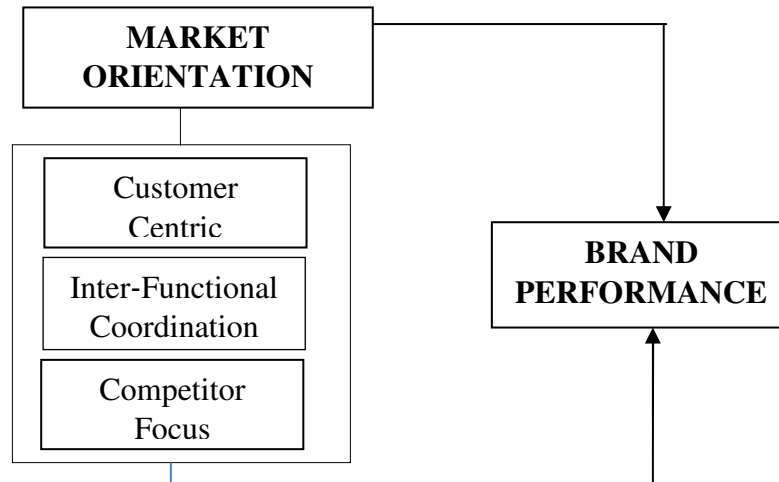 MARKET
ORIENTATION
Customer
Centric
Inter-Functional
Coordination
Competitor
Focus
BRAND
PERFORMANCE